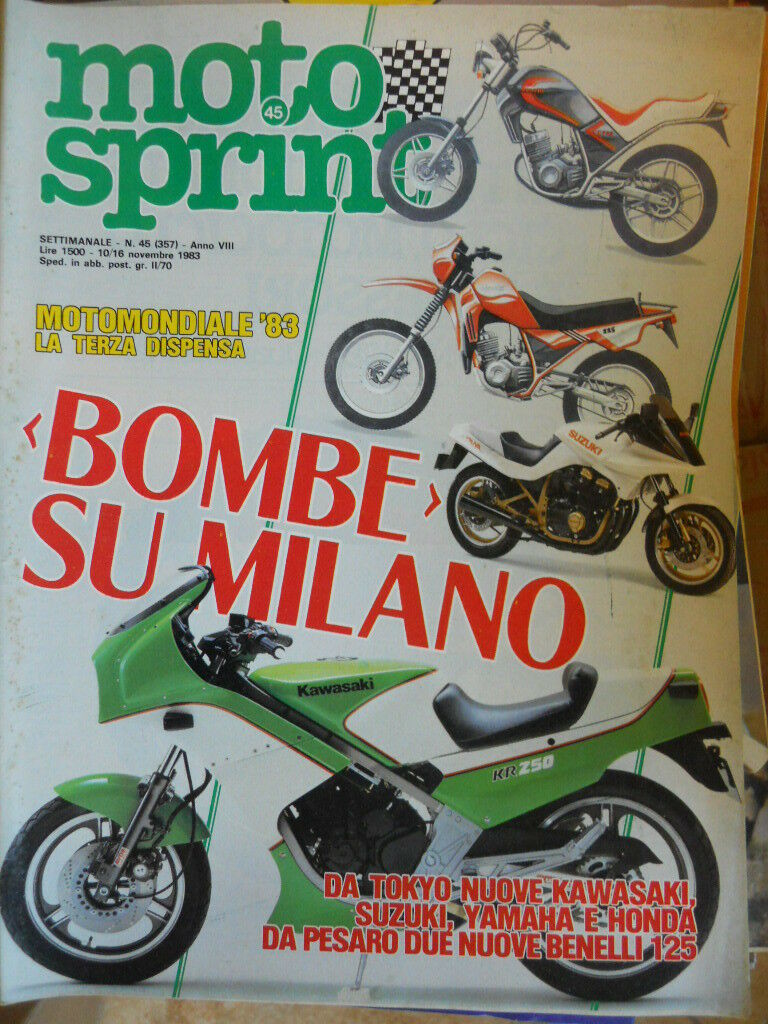 moto
45
sprint
SETTIMANALE - N. 45 (357) - Anno VIII
Lire 1500 - 10/16 novembre 1983
Sped. in abb. post. gr. II/70
MOTOMONDIALE '83
LA TERZA DISPENSA
125
‹BOMBE›
SU MILANO
SUZUKI
Kawasaki
KR250
DA TOKYO NUOVE KAWASAKI,
SUZUKI, YAMAHA E HONDA
DA PESARO DUE NUOVE BENELLI 125